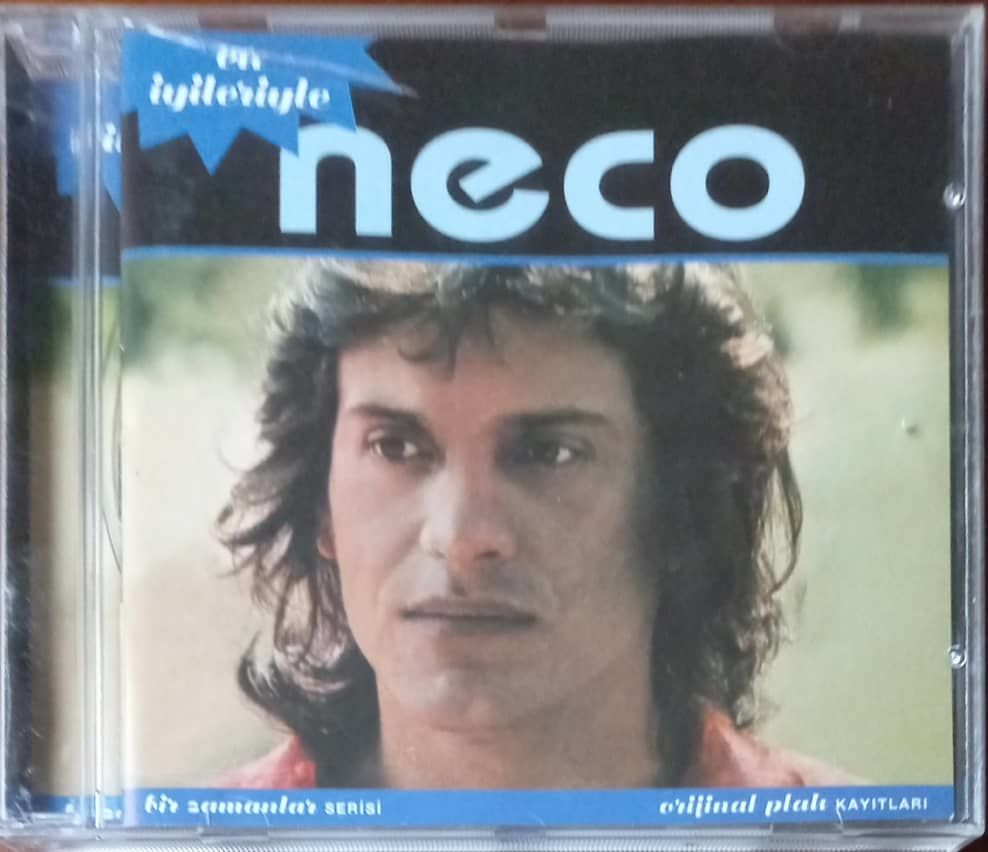 en
iyileriyle
neco
bir zamanlar SERİSİ
orijinal plak KAYITLARI